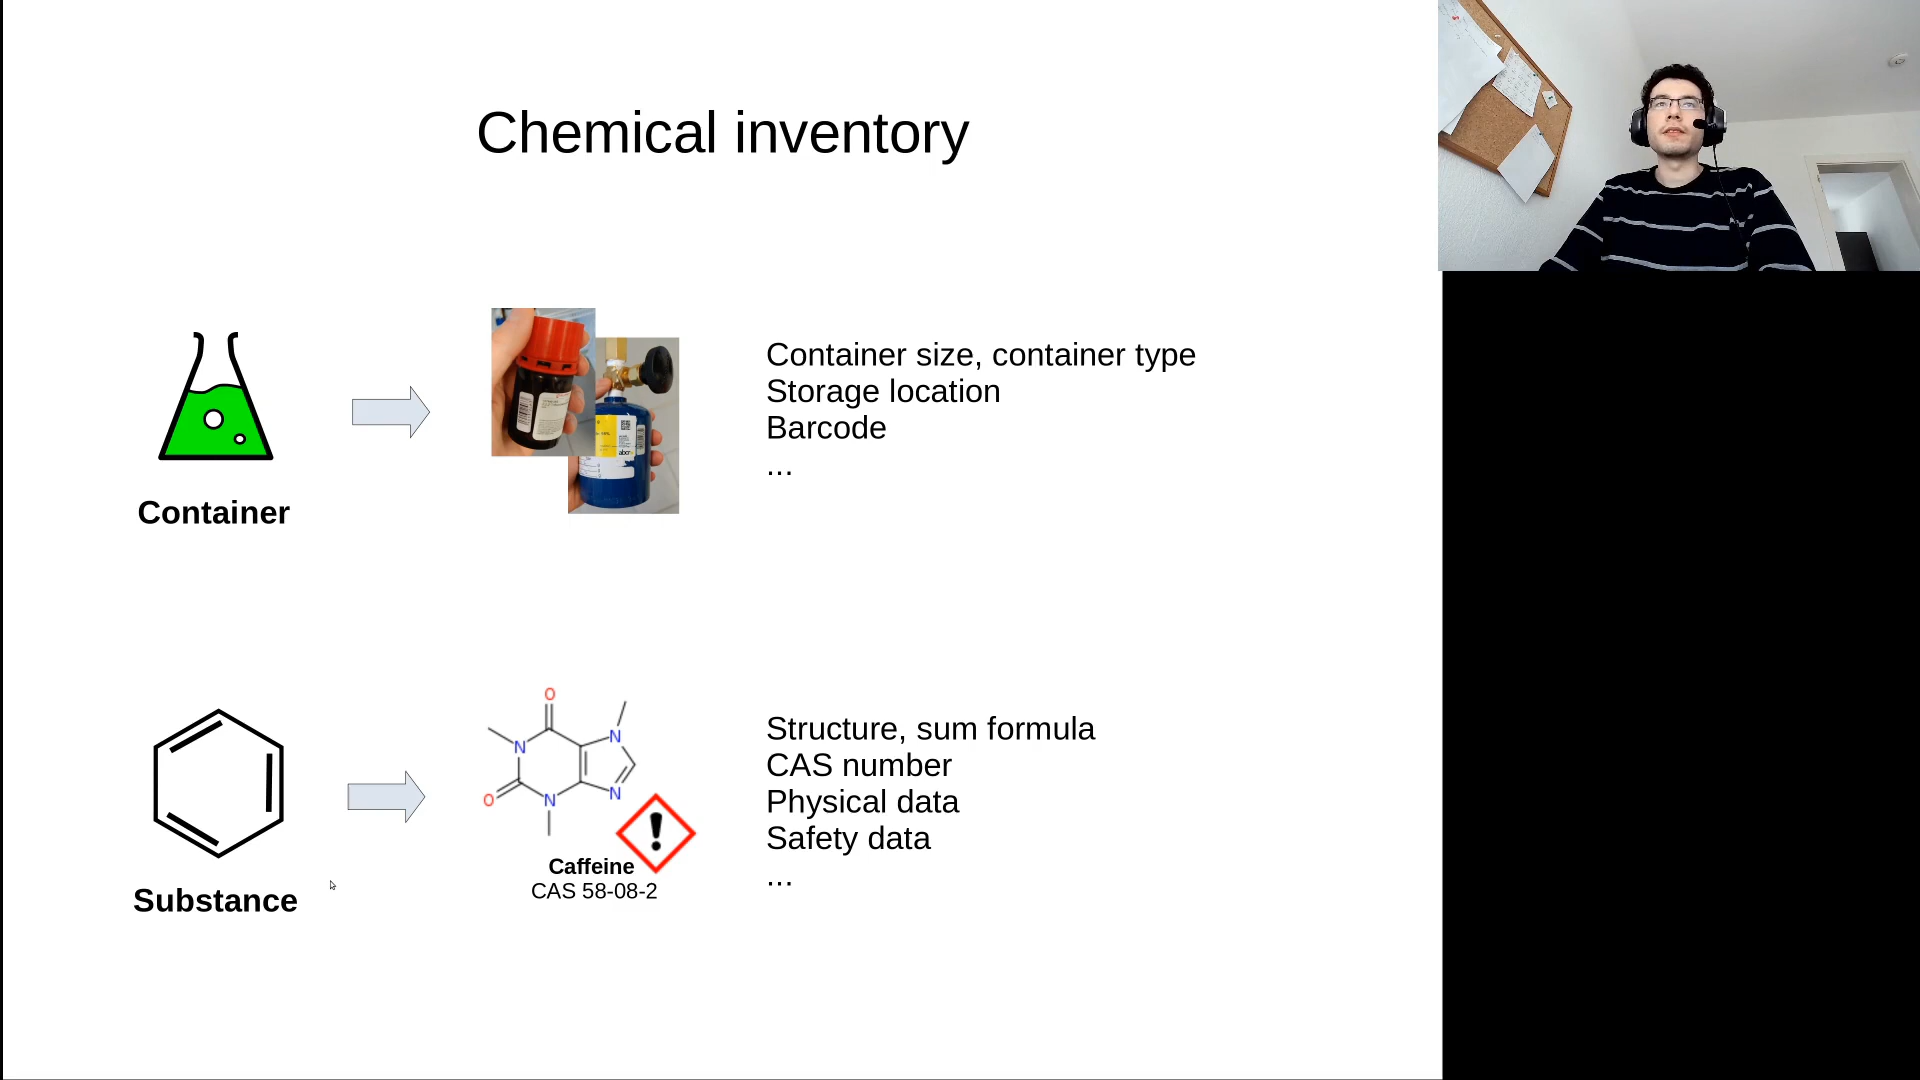 Chemical inventory
Container size, container type
Storage location
Barcode
...
abcr
Container
O
N
N
O
N
N
Structure, sum formula
CAS number
Physical data
Safety data
...
!
Caffeine
CAS 58-08-2
Substance